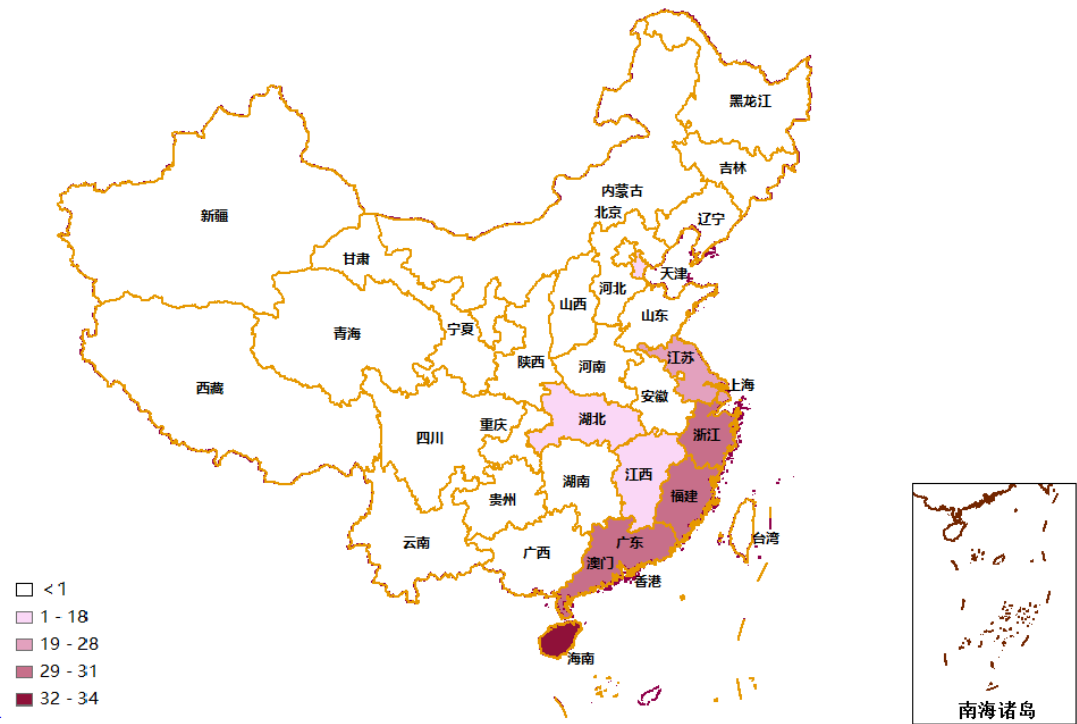 黑龙江
吉林
内蒙古
北京
辽宁
新疆
甘肃
天津
河北
山西
山东
宁夏
青海
江苏
陕西
河南
上海
西藏
安徽
湖北
重庆
浙江
四川
江西
湖南
福建
贵州
台湾
云南
广东
广西
澳门
香港
海南
<1
1 - 18
19 - 28
29 - 31
32 - 34
南海诸岛